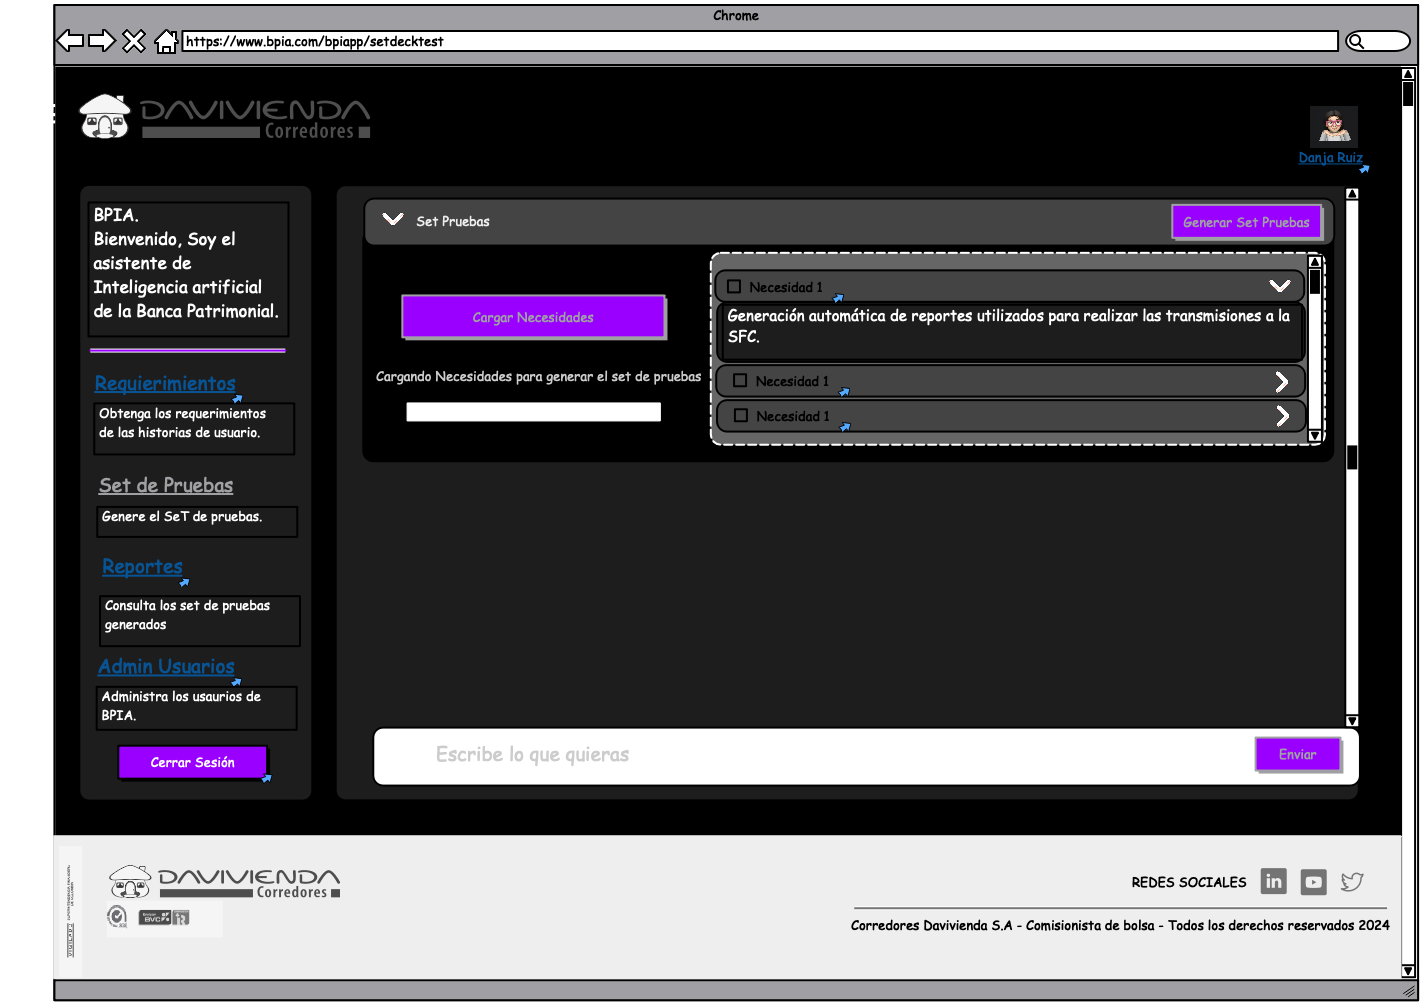 Chrome
https://www.bpia.com/bpiapp/setdecktest
DAVIVIENDA
Corredores
Danja Ruiz
BPIA.
Bienvenido, Soy el
asistente de
Inteligencia artificial
de la Banca Patrimonial.
Requierimientos
Obtenga los requerimientos
de las historias de usuario.
Set de Pruebas
Genere el SeT de pruebas.
Reportes
Consulta los set de pruebas
generados
Admin Usuarios
Administra los usaurios de
BPIA.
Cerrar Sesión
Set Pruebas
Generar Set Pruebas
Cargar Necesidades
Cargando Necesidades para generar el set de pruebas
Necesidad 1
Generación automática de reportes utilizados para realizar las transmisiones a la
SFC.
Necesidad 1
Necesidad 1
Escribe lo que quieras
Enviar
DAVIVIENDA
Corredores
BVC
IR
VIGILADO
REDES SOCIALES
in
Corredores Davivienda S.A - Comisionista de bolsa - Todos los derechos reservados 2024